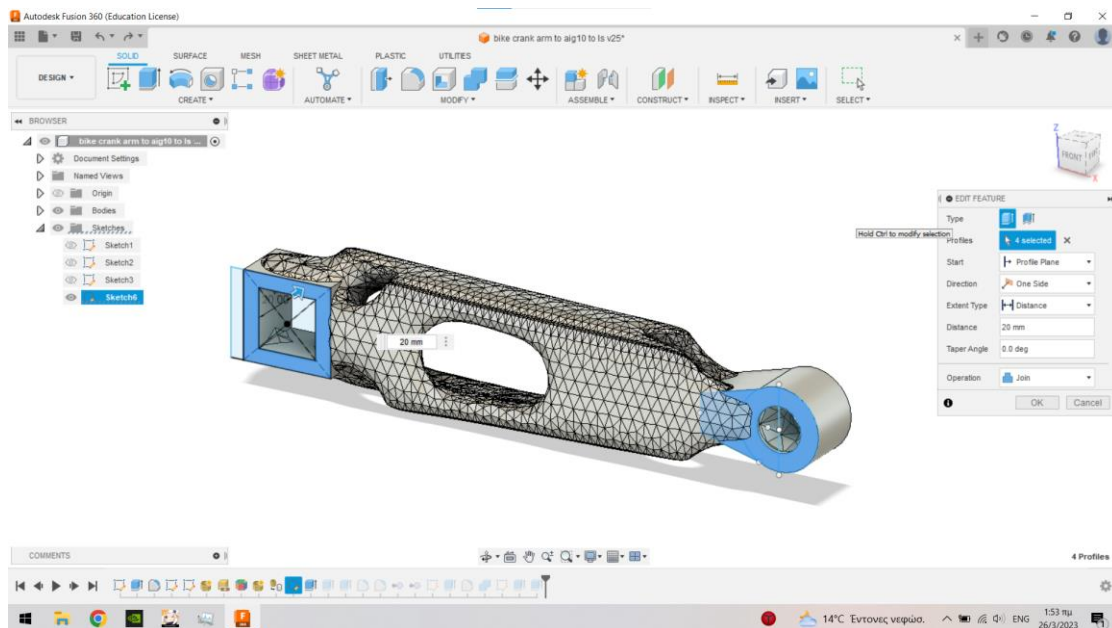 Autodesk Fusion 360 (Education License)
bike crank arm to aig10 to ls v25*
SOLID SURFACE MESH SHEET METAL PLASTIC UTILITIES
DESIGN
CREATE AUTOMATE MODIFY ASSEMBLE CONSTRUCT INSPECT INSERT SELECT
BROWSER
bike crank arm to aig10 to ls ...
Document Settings
Named Views
Origin
Bodies
Sketches
Sketch1
Sketch2
Sketch3
Sketch6
20 mm
Hold Ctrl to modify selection
Z
FRONT
X
EDIT FEATURE
Type
Profiles 4 selected
Start Profile Plane
Direction One Side
Extent Type Distance
Distance 20 mm
Taper Angle 0.0 deg
Operation Join
OK Cancel
COMMENTS
4 Profiles
14°C Έντονες νεφώσ. ENG
1:53 πμ
26/3/2023